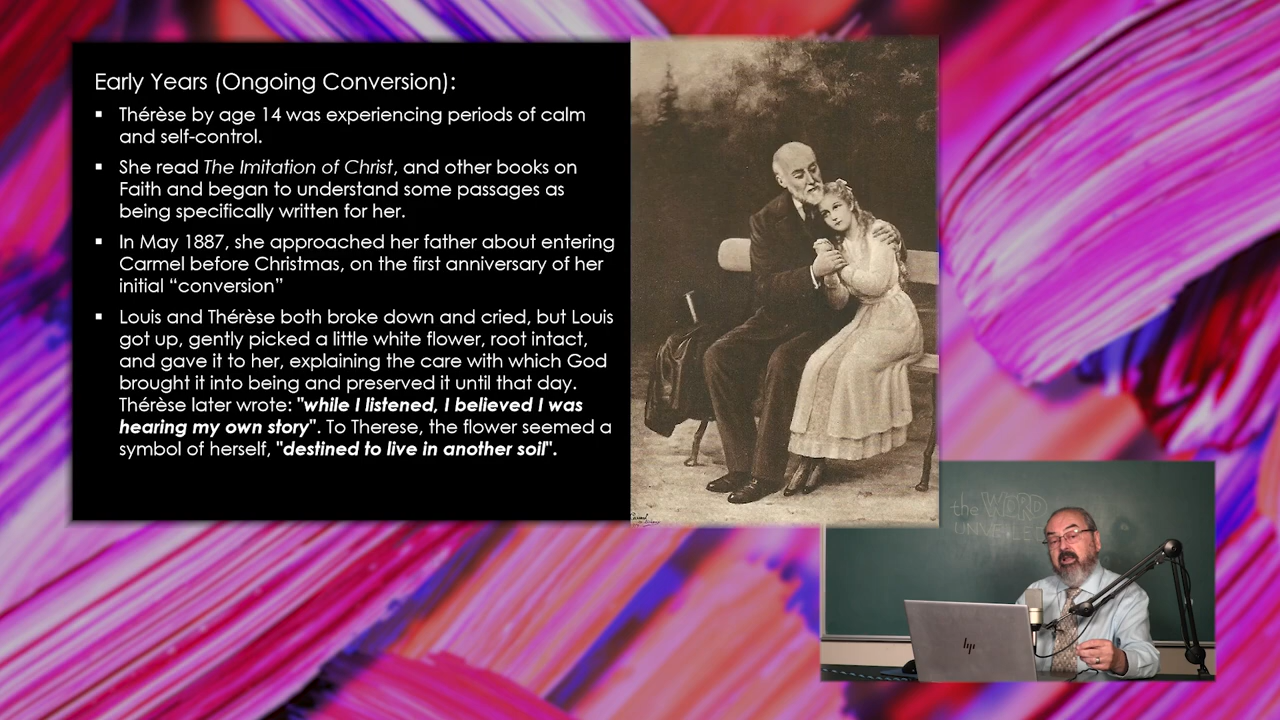 Early Years (Ongoing Conversion):
▪ Thérèse by age 14 was experiencing periods of calm
and self-control.
▪ She read The Imitation of Christ, and other books on
Faith and began to understand some passages as
being specifically written for her.
▪ In May 1887, she approached her father about entering
Carmel before Christmas, on the first anniversary of her
initial “conversion”
▪ Louis and Thérèse both broke down and cried, but Louis
got up, gently picked a little white flower, root intact,
and gave it to her, explaining the care with which God
brought it into being and preserved it until that day.
Thérèse later wrote: "while I listened, I believed I was
hearing my own story". To Therese, the flower seemed a
symbol of herself, "destined to live in another soil".
the WORD
hp